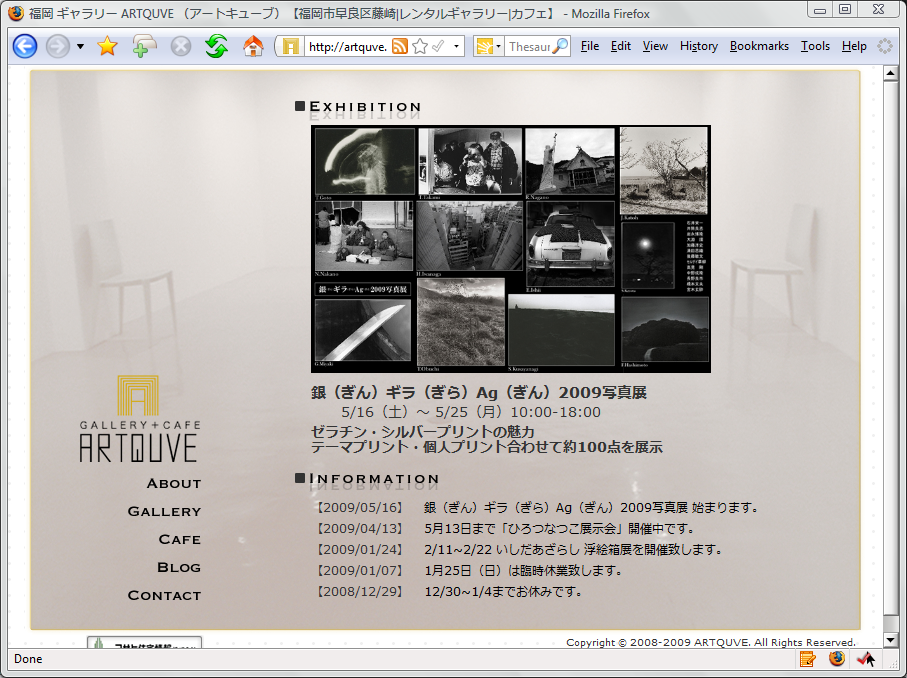 福岡 ギャラリー ARTQUVE （アートキューブ）【福岡市早良区藤崎|レンタルギャラリー|カフェ】 - Mozilla Firefox
http://artquve.
Thesaur
File Edit View History Bookmarks Tools Help
EXHIBITION
T.Goto
R.Nagano
N.Nakano
H.Iwanaga
E.Ishii
銀～ギラ～Ag～2009写真展
G.Miyaki
T.Obuchi
S.Kusayanagi
F.Hashimoto
銀（ぎん）ギラ（ぎら）Ag（ぎん）2009写真展
5/16（土）～ 5/25（月）10:00-18:00
ゼラチン・シルバープリントの魅力
テーマプリント・個人プリント合わせて約100点を展示
GALLERY+CAFE
ARTQUVE
ABOUT
GALLERY
CAFE
BLOG
CONTACT
INFORMATION
【2009/05/16】 銀（ぎん）ギラ（ぎら）Ag（ぎん）2009写真展 始まります。
【2009/04/13】 5月13日まで「ひろつなつこ展示会」開催中です。
【2009/01/24】 2/11~2/22 いしだあざらし 浮絵箱展を開催致します。
【2009/01/07】 1月25日（日）は臨時休業致します。
【2008/12/29】 12/30~1/4までお休みです。
Copyright © 2008-2009 ARTQUVE. All Rights Reserved.
Done